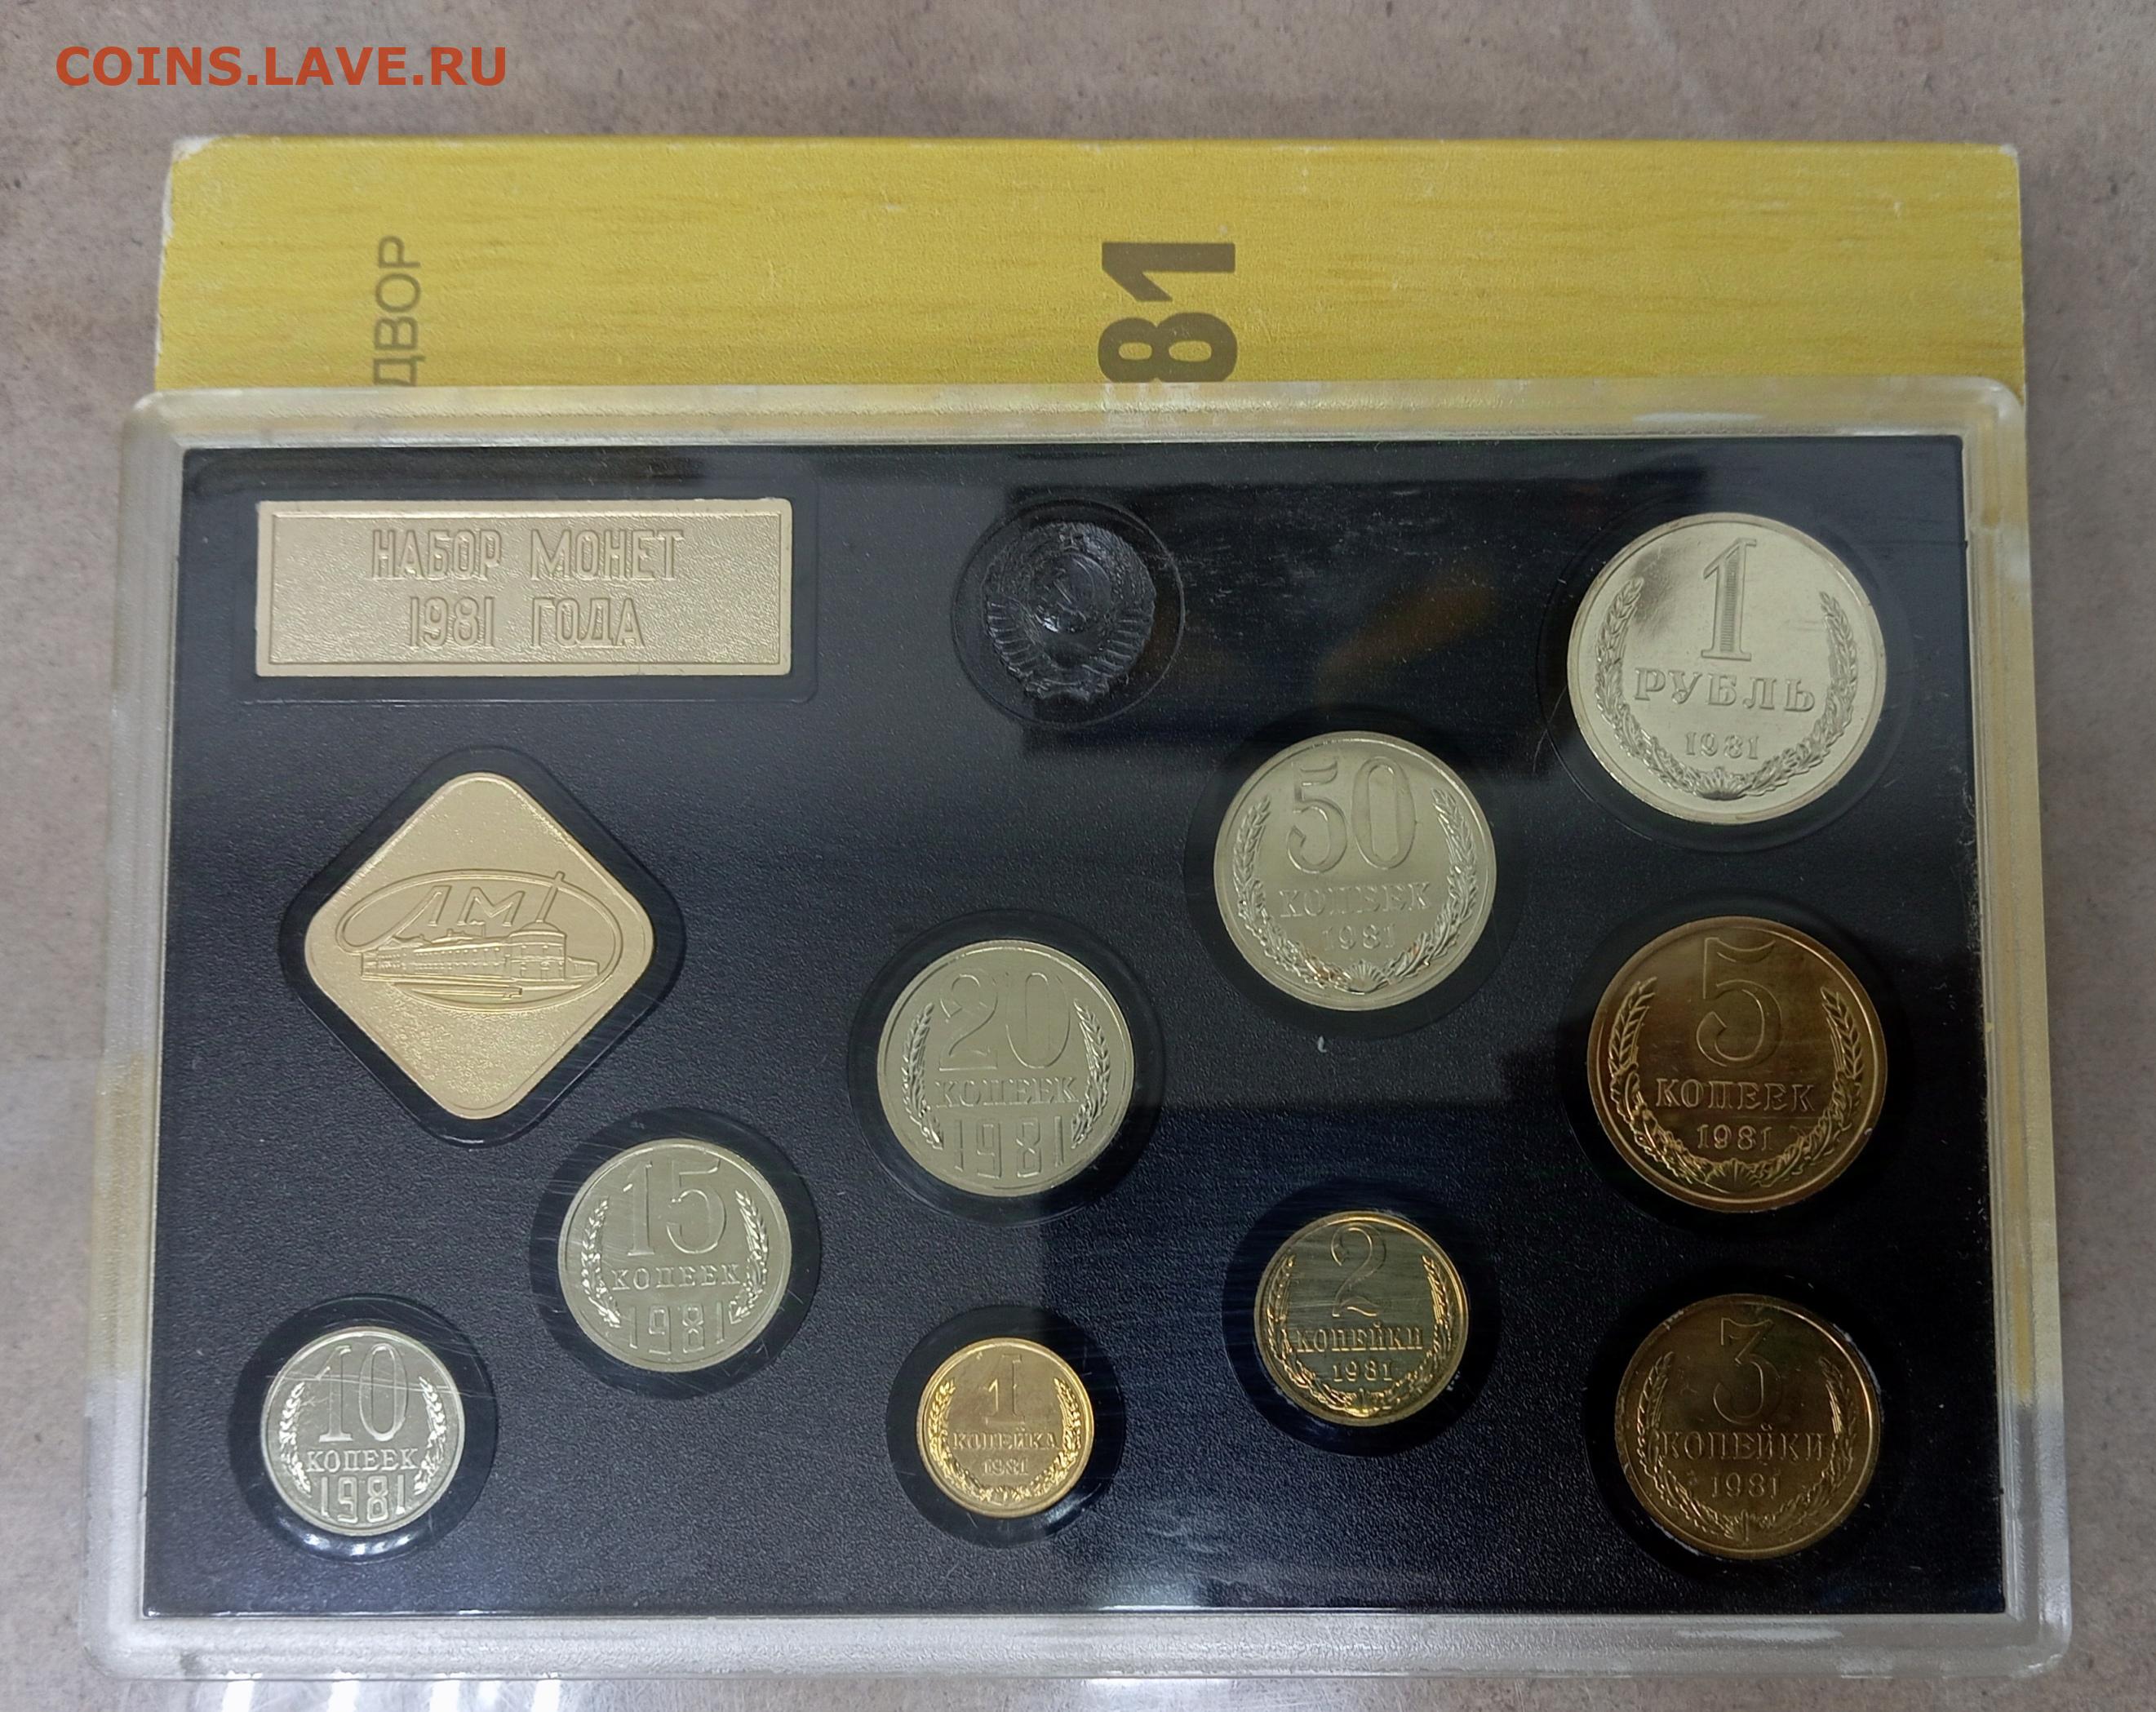 COINS.LAVE.RU
ДВОР
81
НАБОР МОНЕТ
1981 ГОДА
ЛМД
1
РУБЛЬ
1981
50
КОПЕЕК
1981
20
КОПЕЕК
1981
5
КОПЕЕК
1981
15
КОПЕЕК
1981
2
КОПЕЙКИ
1981
10
КОПЕЕК
1981
1
КОПЕЙКА
1981
3
КОПЕЙКИ
1981